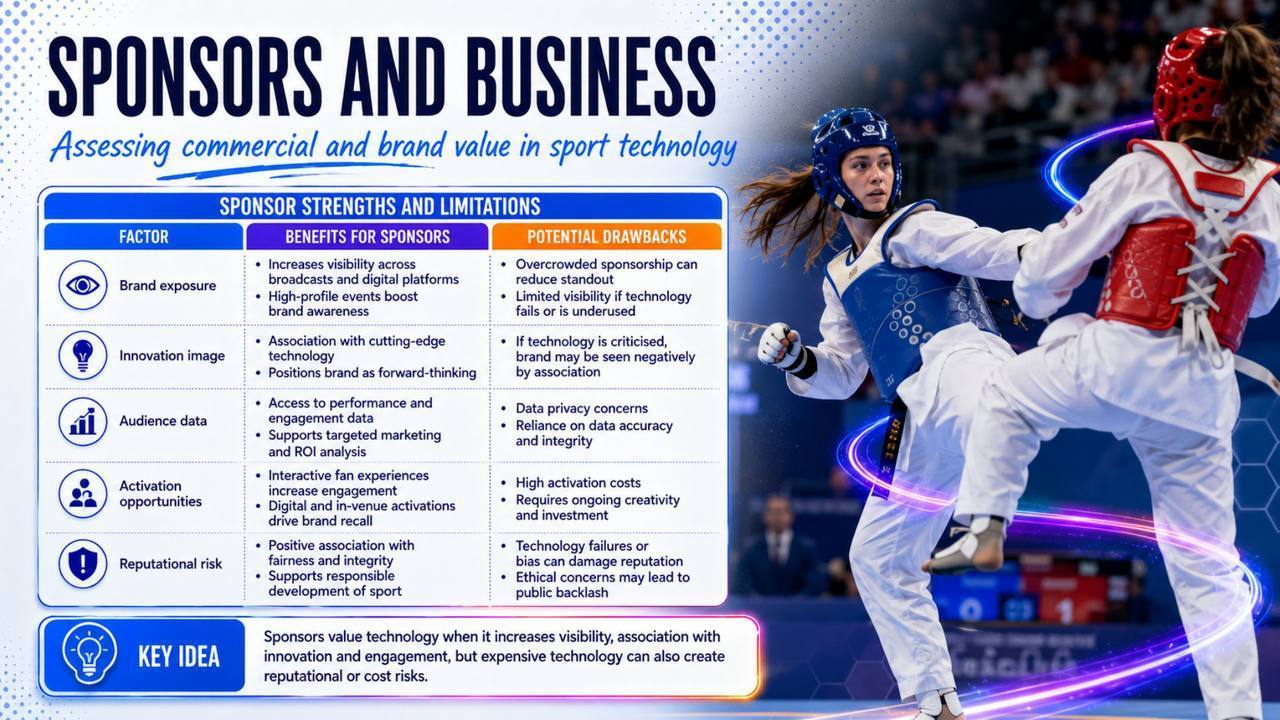 SPONSORS AND BUSINESS
Assessing commercial and brand value in sport technology
SPONSOR STRENGTHS AND LIMITATIONS
FACTOR
BENEFITS FOR SPONSORS
POTENTIAL DRAWBACKS
Brand exposure
• Increases visibility across
broadcasts and digital platforms
• High-profile events boost
brand awareness
• Overcrowded sponsorship can
reduce standout
• Limited visibility if technology
fails or is underused
Innovation image
• Association with cutting-edge
technology
• Positions brand as forward-thinking
• If technology is criticised,
brand may be seen negatively
by association
Audience data
• Access to performance and
engagement data
• Supports targeted marketing
and ROI analysis
• Data privacy concerns
• Reliance on data accuracy
and integrity
Activation
opportunities
• Interactive fan experiences
increase engagement
• Digital and in-venue activations
drive brand recall
• High activation costs
• Requires ongoing creativity
and investment
Reputational risk
• Positive association with
fairness and integrity
• Supports responsible
development of sport
• Technology failures or
bias can damage reputation
• Ethical concerns may lead to
public backlash
KEY IDEA
Sponsors value technology when it increases visibility, association with
innovation and engagement, but expensive technology can also create
reputational or cost risks.
0
1